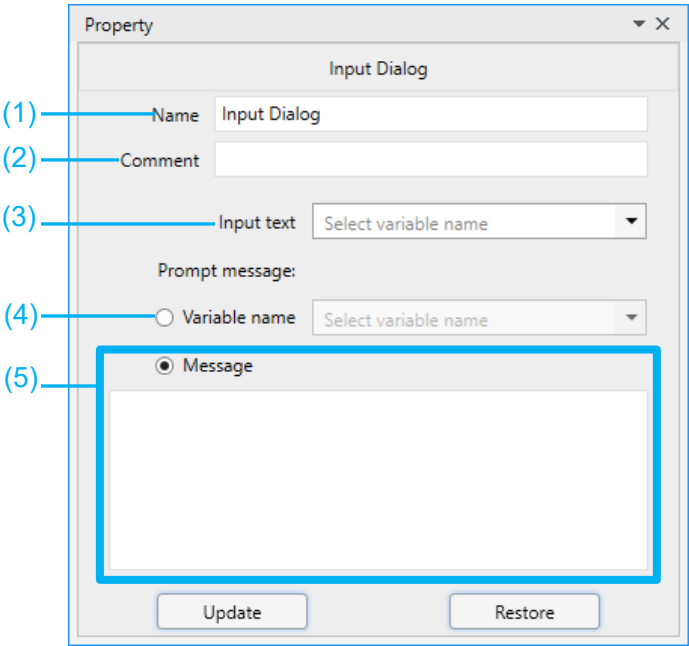 Property
Input Dialog
(1) Name Input Dialog
(2) Comment
(3) Input text Select variable name
Prompt message:
(4) Variable name Select variable name
(5) Message
Update Restore